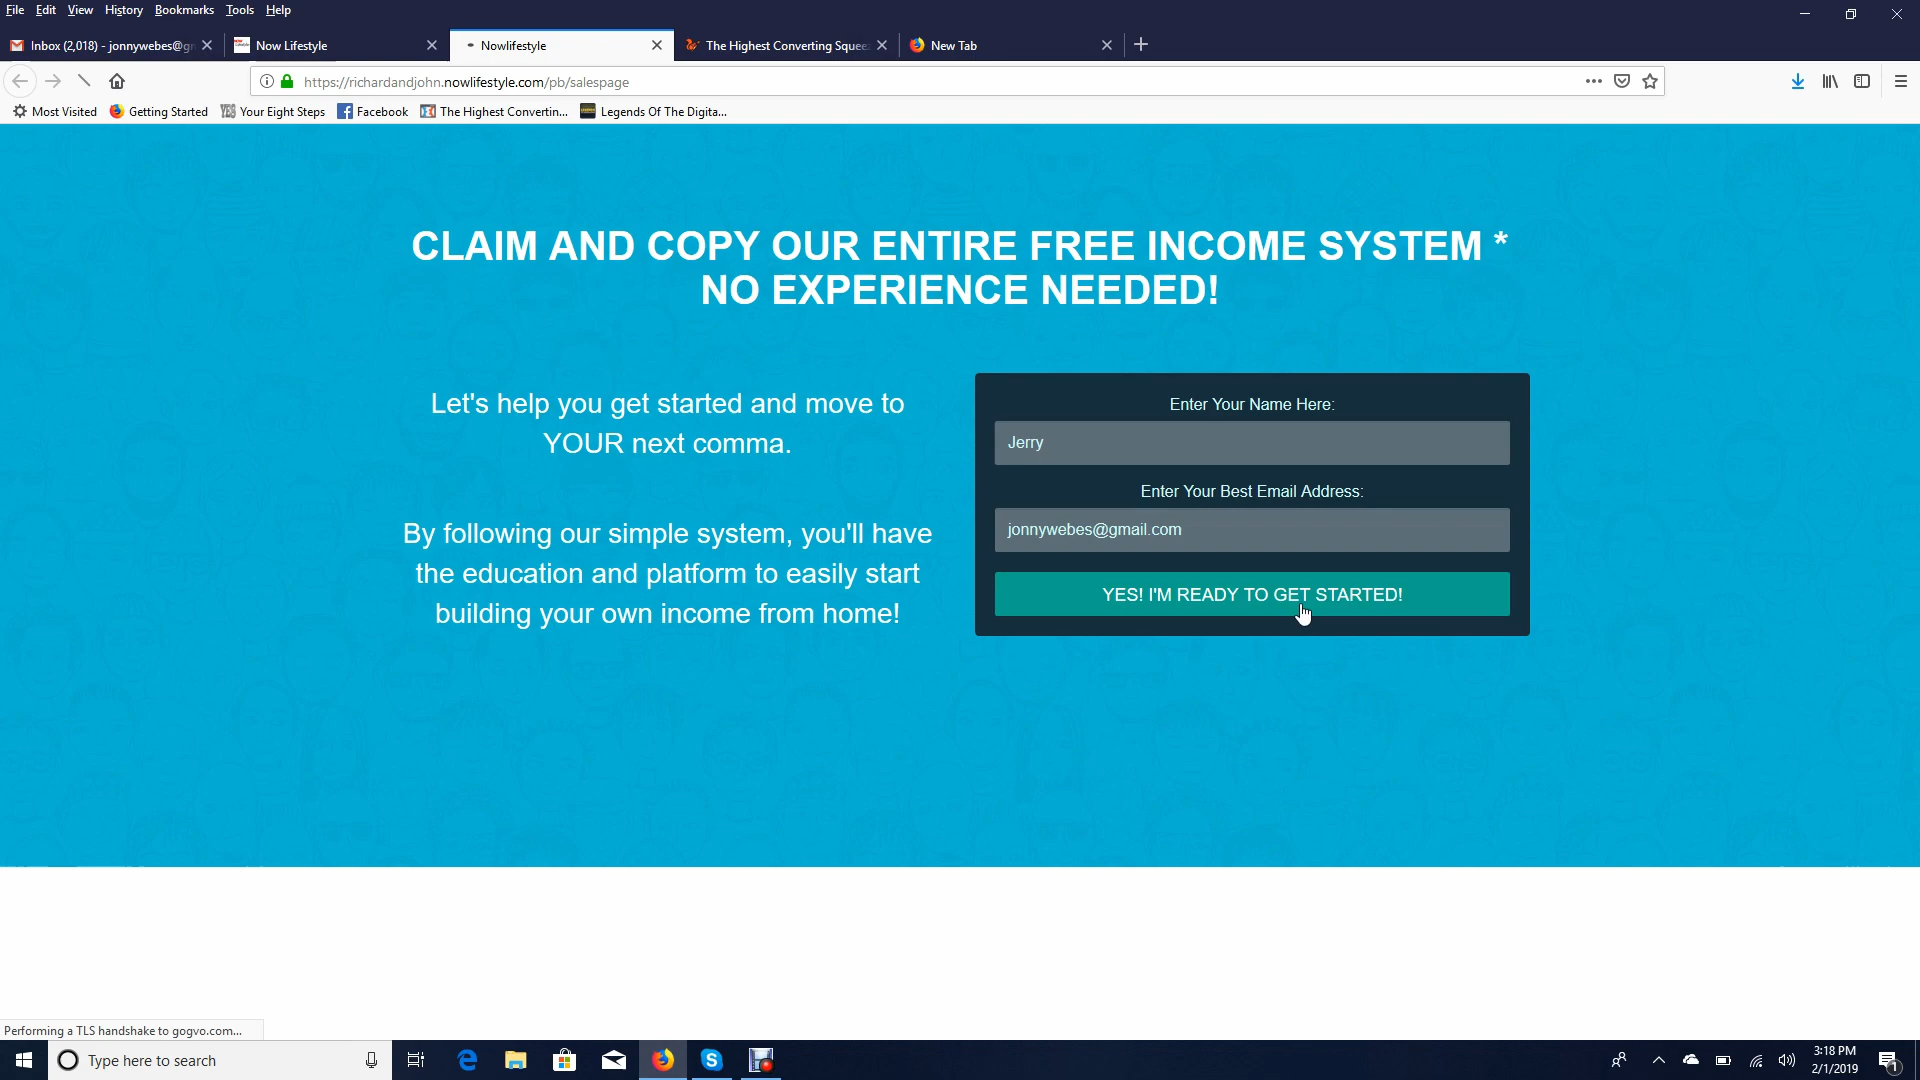 File Edit View History Bookmarks Tools Help
Inbox (2,018) - jonnywebes@g
Now Lifestyle
Nowlifestyle
The Highest Converting Squee
New Tab
https://richardandjohn.nowlifestyle.com/pb/salespage
Most Visited Getting Started Your Eight Steps Facebook The Highest Convertin... Legends Of The Digita...
CLAIM AND COPY OUR ENTIRE FREE INCOME SYSTEM *
NO EXPERIENCE NEEDED!
Let's help you get started and move to
YOUR next comma.
By following our simple system, you'll have
the education and platform to easily start
building your own income from home!
Enter Your Name Here:
Jerry
Enter Your Best Email Address:
jonnywebes@gmail.com
YES! I'M READY TO GET STARTED!
Performing a TLS handshake to gogvo.com...
Type here to search
3:18 PM
2/1/2019
1